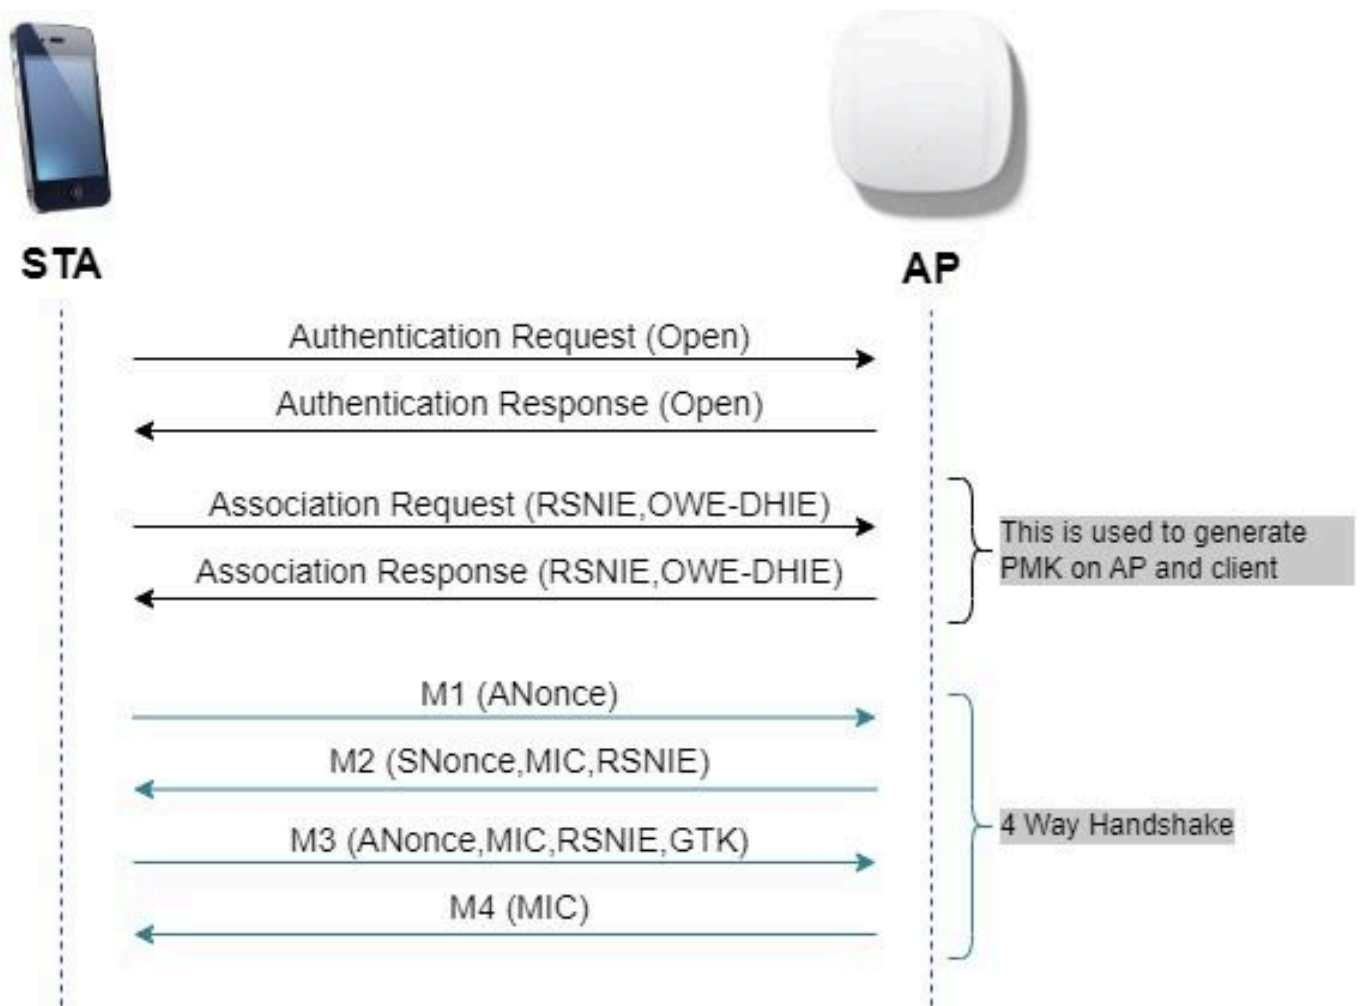 STA
AP
Authentication Request (Open)
Authentication Response (Open)
Association Request (RSNIE,OWE-DHIE)
Association Response (RSNIE,OWE-DHIE)
This is used to generate
PMK on AP and client
M1 (ANonce)
M2 (SNonce,MIC,RSNIE)
M3 (ANonce,MIC,RSNIE,GTK)
M4 (MIC)
4 Way Handshake